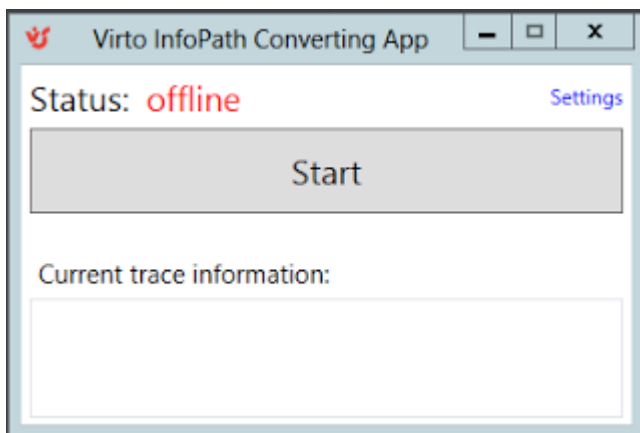 Virto InfoPath Converting App
Status: offline
Settings
Start
Current trace information: